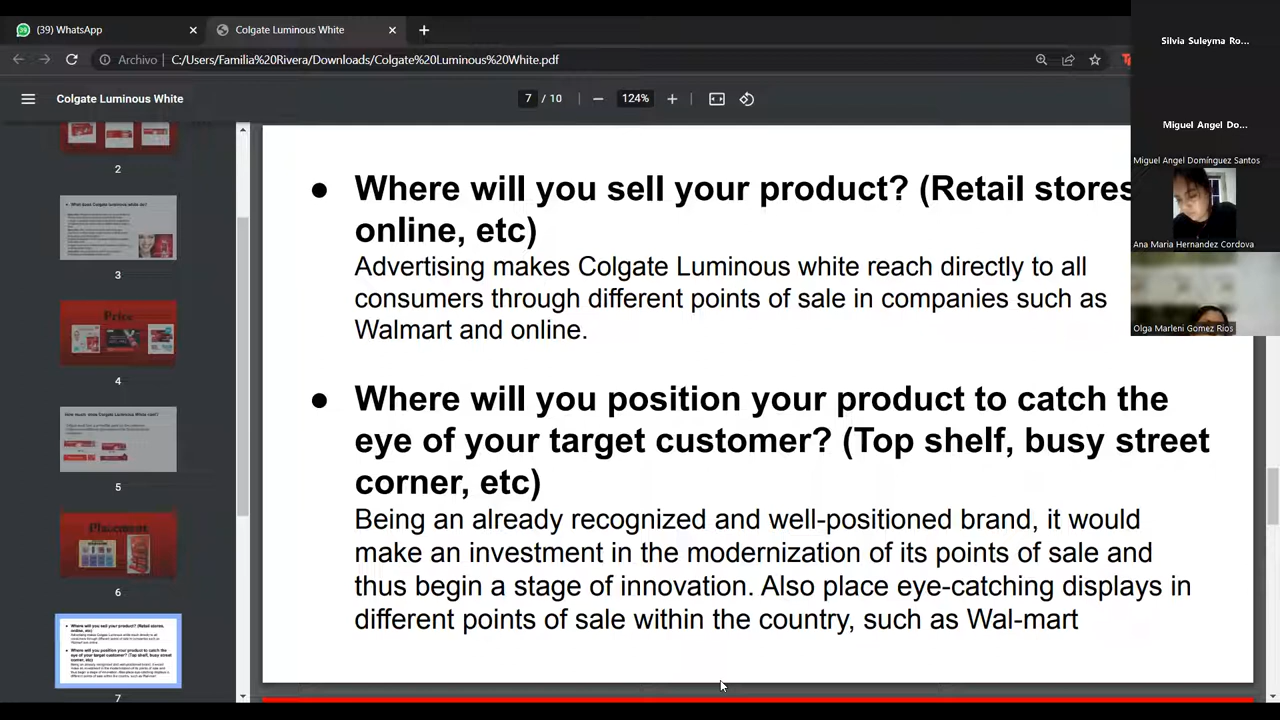 (39) WhatsApp
Colgate Luminous White
Archivo
C:/Users/Familia%20Rivera/Downloads/Colgate%20Luminous%20White.pdf
Colgate Luminous White
7 / 10
124%
Silvia Suleyma Ro...
Miguel Angel Do...
Miguel Angel Domínguez Santos
Ana Maria Hernandez Cordova
Olga Marleni Gomez Rios
2
3
Price
4
How much does Colgate Luminous White cost?
5
Placement
6
7
● Where will you sell your product? (Retail stores
online, etc)
Advertising makes Colgate Luminous white reach directly to all
consumers through different points of sale in companies such as
Walmart and online.
● Where will you position your product to catch the
eye of your target customer? (Top shelf, busy street
corner, etc)
Being an already recognized and well-positioned brand, it would
make an investment in the modernization of its points of sale and
thus begin a stage of innovation. Also place eye-catching displays in
different points of sale within the country, such as Wal-mart